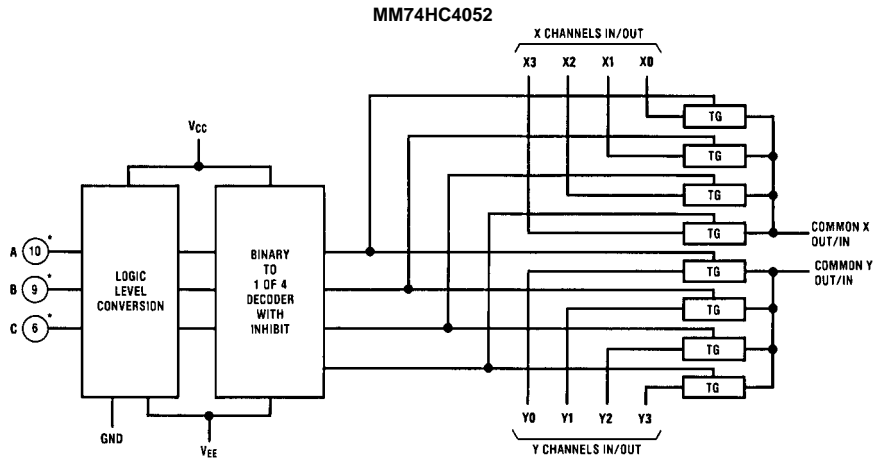 MM74HC4052
X CHANNELS IN/OUT
X3 X2 X1 X0
TG
TG
TG
TG
COMMON X
OUT/IN
COMMON Y
OUT/IN
TG
TG
TG
TG
VCC
A 10 *
B 9 *
C 6 *
LOGIC
LEVEL
CONVERSION
BINARY
TO
1 OF 4
DECODER
WITH
INHIBIT
GND
VEE
Y0 Y1 Y2 Y3
Y CHANNELS IN/OUT